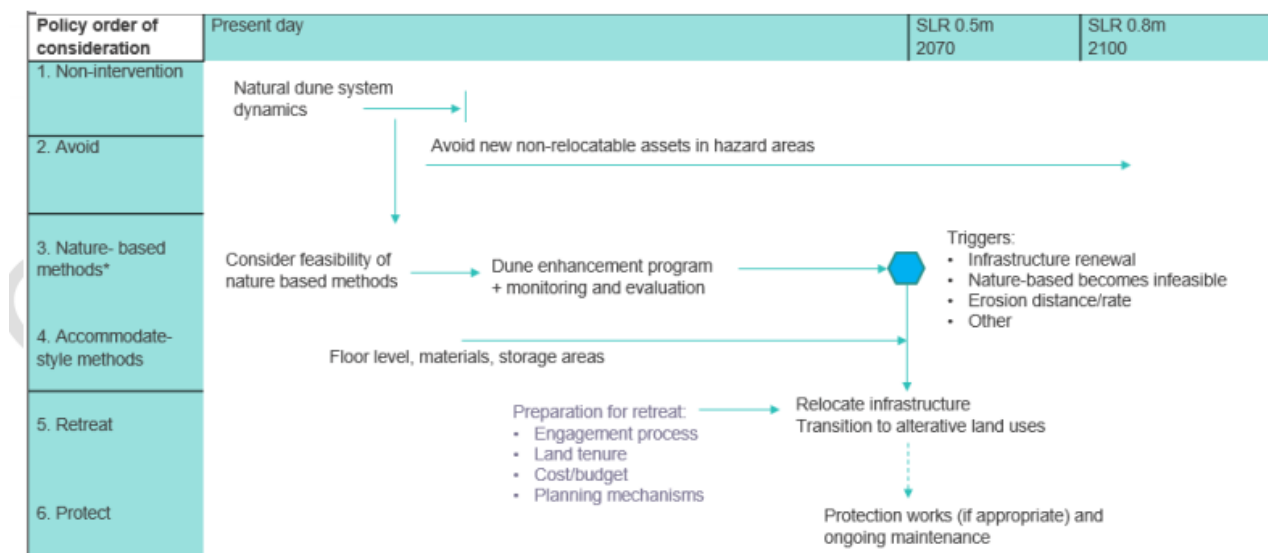 Policy order of
consideration
Present day
SLR 0.5m
2070
SLR 0.8m
2100
1. Non-intervention
Natural dune system
dynamics
2. Avoid
Avoid new non-relocatable assets in hazard areas
3. Nature- based
methods*
Consider feasibility of
nature based methods
Dune enhancement program
+ monitoring and evaluation
Triggers:
• Infrastructure renewal
• Nature-based becomes infeasible
• Erosion distance/rate
• Other
4. Accommodate-
style methods
Floor level, materials, storage areas
5. Retreat
Preparation for retreat:
• Engagement process
• Land tenure
• Cost/budget
• Planning mechanisms
Relocate infrastructure
Transition to alterative land uses
6. Protect
Protection works (if appropriate) and
ongoing maintenance